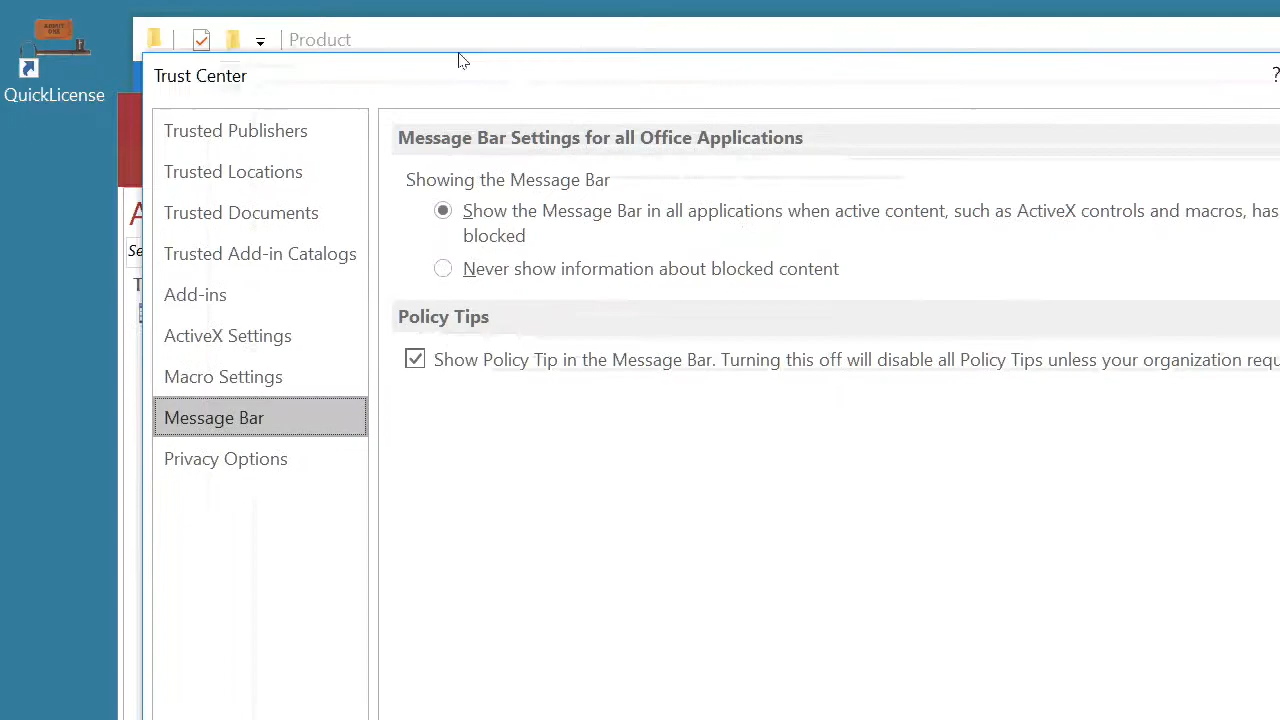 ADMIT
ONE
QuickLicense
Product
Trust Center
?
Trusted Publishers
Trusted Locations
Trusted Documents
Trusted Add-in Catalogs
Add-ins
ActiveX Settings
Macro Settings
Message Bar
Privacy Options
Message Bar Settings for all Office Applications
Showing the Message Bar
Show the Message Bar in all applications when active content, such as ActiveX controls and macros, has
blocked
Never show information about blocked content
Policy Tips
Show Policy Tip in the Message Bar. Turning this off will disable all Policy Tips unless your organization requ
A
Se
T